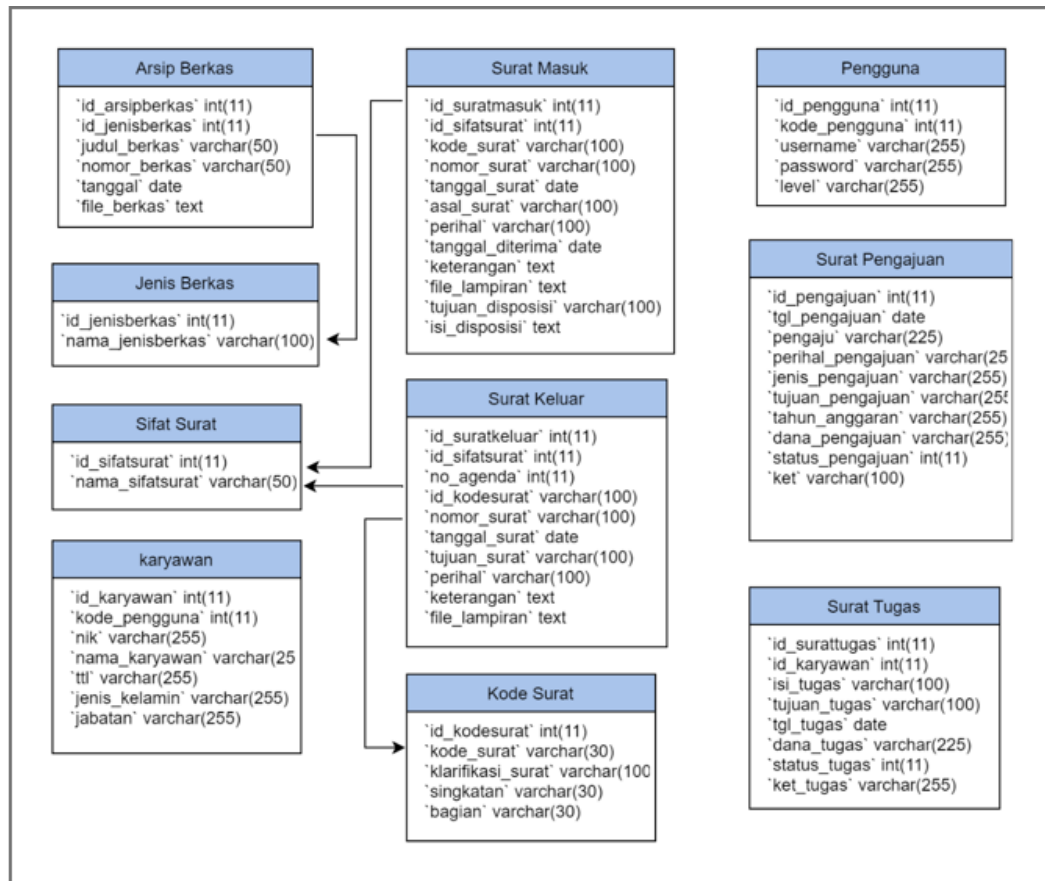 Arsip Berkas
`id_arsipberkas` int(11)
`id_jenisberkas` int(11)
`judul_berkas` varchar(50)
`nomor_berkas` varchar(50)
`tanggal` date
`file_berkas` text
Jenis Berkas
`id_jenisberkas` int(11)
`nama_jenisberkas` varchar(100)
Sifat Surat
`id_sifatsurat` int(11)
`nama_sifatsurat` varchar(50)
karyawan
`id_karyawan` int(11)
`kode_pengguna` int(11)
`nik` varchar(255)
`nama_karyawan` varchar(25
`ttl` varchar(255)
`jenis_kelamin` varchar(255)
`jabatan` varchar(255)
Surat Masuk
`id_suratmasuk` int(11)
`id_sifatsurat` int(11)
`kode_surat` varchar(100)
`nomor_surat` varchar(100)
`tanggal_surat` date
`asal_surat` varchar(100)
`perihal` varchar(100)
`tanggal_diterima` date
`keterangan` text
`file_lampiran` text
`tujuan_disposisi` varchar(100)
`isi_disposisi` text
Surat Keluar
`id_suratkeluar` int(11)
`id_sifatsurat` int(11)
`no_agenda` int(11)
`id_kodesurat` varchar(100)
`nomor_surat` varchar(100)
`tanggal_surat` date
`tujuan_surat` varchar(100)
`perihal` varchar(100)
`keterangan` text
`file_lampiran` text
Kode Surat
`id_kodesurat` int(11)
`kode_surat` varchar(30)
`klarifikasi_surat` varchar(100
`singkatan` varchar(30)
`bagian` varchar(30)
Pengguna
`id_pengguna` int(11)
`kode_pengguna` int(11)
`username` varchar(255)
`password` varchar(255)
`level` varchar(255)
Surat Pengajuan
`id_pengajuan` int(11)
`tgl_pengajuan` date
`pengaju` varchar(225)
`perihal_pengajuan` varchar(25
`jenis_pengajuan` varchar(255)
`tujuan_pengajuan` varchar(255
`tahun_anggaran` varchar(255)
`dana_pengajuan` varchar(255)
`status_pengajuan` int(11)
`ket` varchar(100)
Surat Tugas
`id_surattugas` int(11)
`id_karyawan` int(11)
`isi_tugas` varchar(100)
`tujuan_tugas` varchar(100)
`tgl_tugas` date
`dana_tugas` varchar(225)
`status_tugas` int(11)
`ket_tugas` varchar(255)